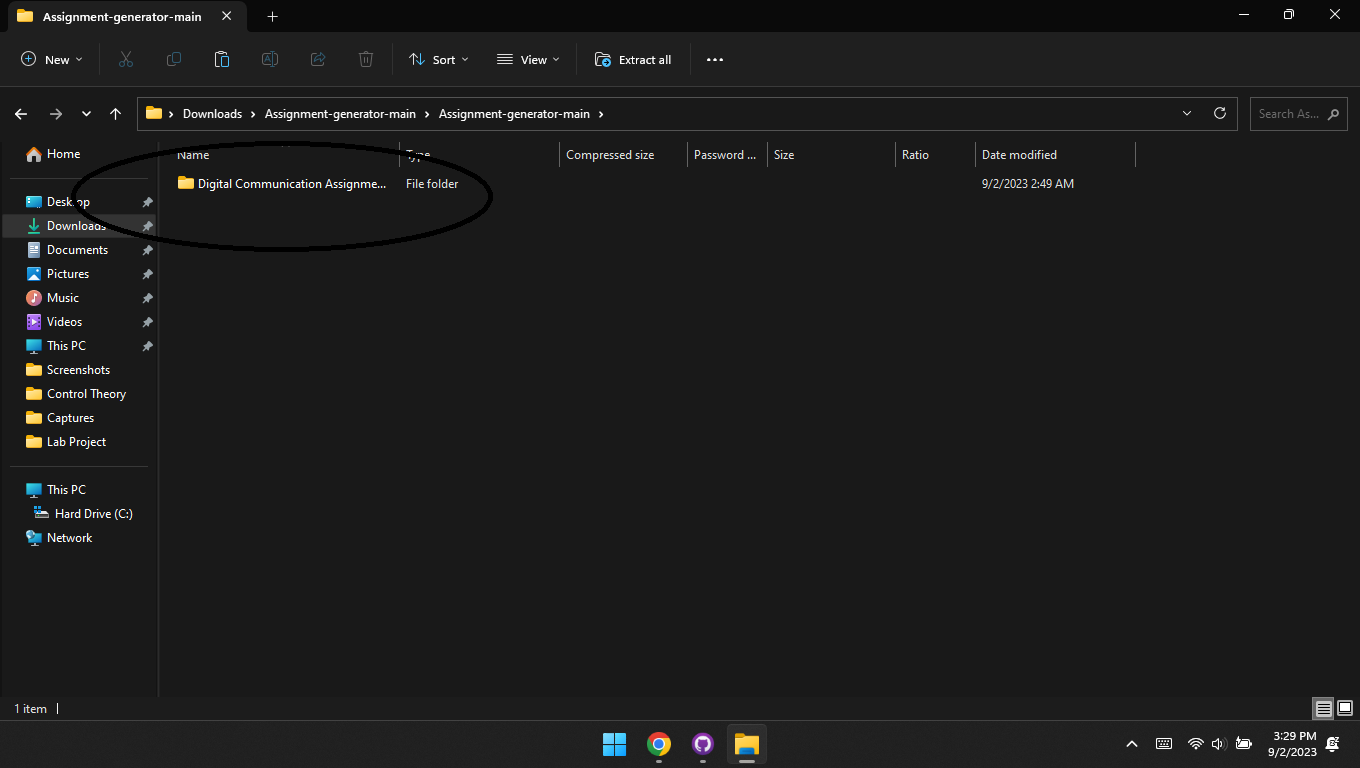 Assignment-generator-main
New
Sort
View
Extract all
Downloads
Assignment-generator-main
Assignment-generator-main
Search As...
Home
Desktop
Downloads
Documents
Pictures
Music
Videos
This PC
Screenshots
Control Theory
Captures
Lab Project
This PC
Hard Drive (C:)
Network
Name
Type
Compressed size
Password ...
Size
Ratio
Date modified
Digital Communication Assignme...
File folder
9/2/2023 2:49 AM
1 item
3:29 PM
9/2/2023